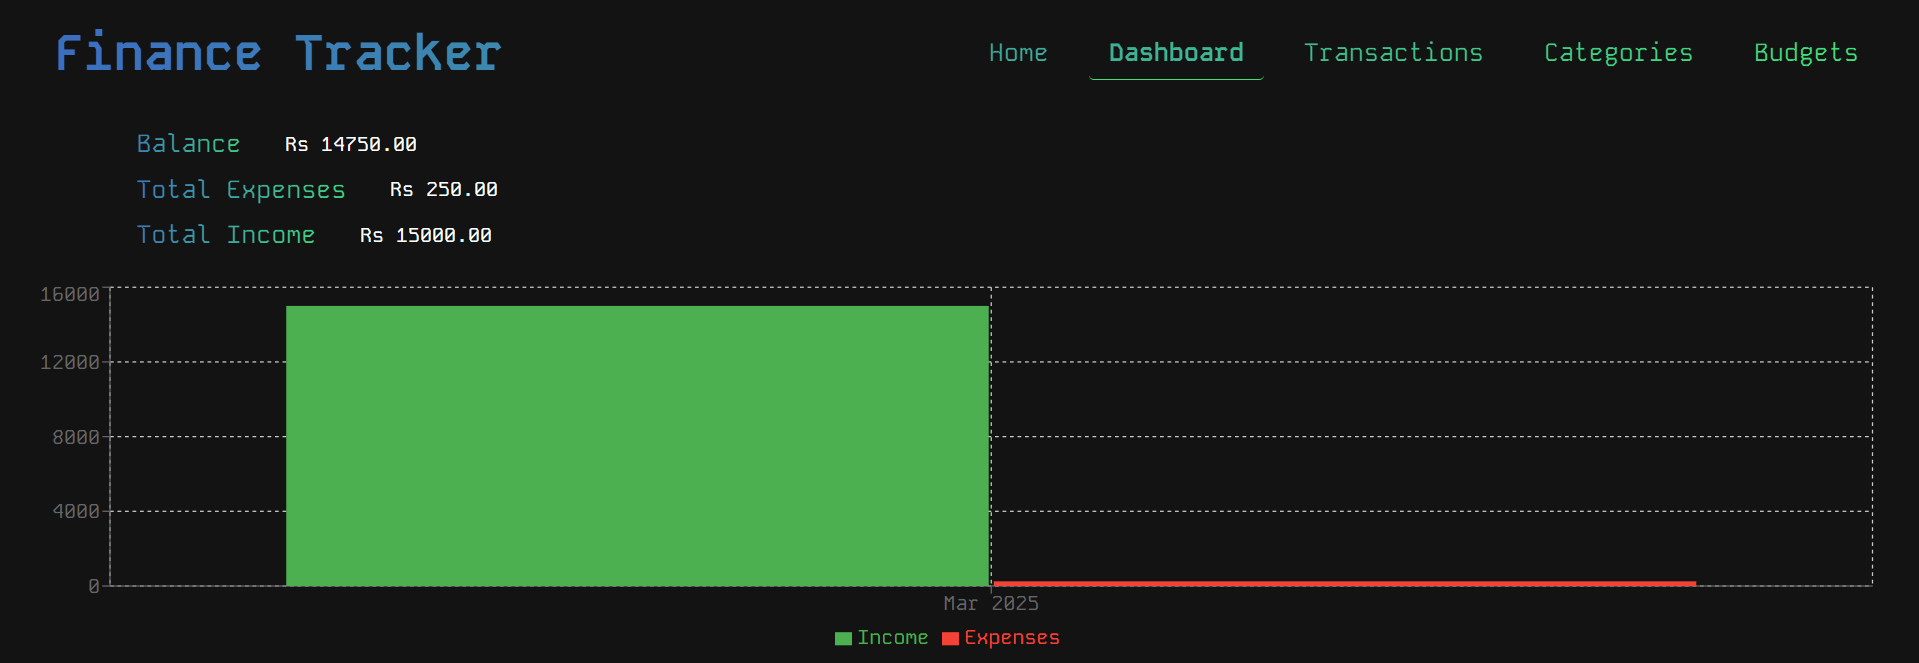 Finance Tracker
Home Dashboard Transactions Categories Budgets
Balance Rs 14750.00
Total Expenses Rs 250.00
Total Income Rs 15000.00
16000
12000
8000
4000
0
Mar 2025
Income Expenses